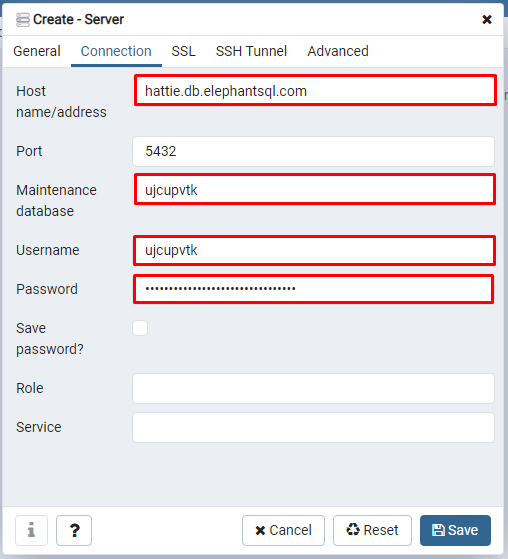 Create - Server
General Connection SSL SSH Tunnel Advanced
Host name/address hattie.db.elephantsql.com
Port 5432
Maintenance database ujcupvtk
Username ujcupvtk
Password ••••••••••••••••••••••••••••••••
Save password?
Role
Service
Cancel Reset Save